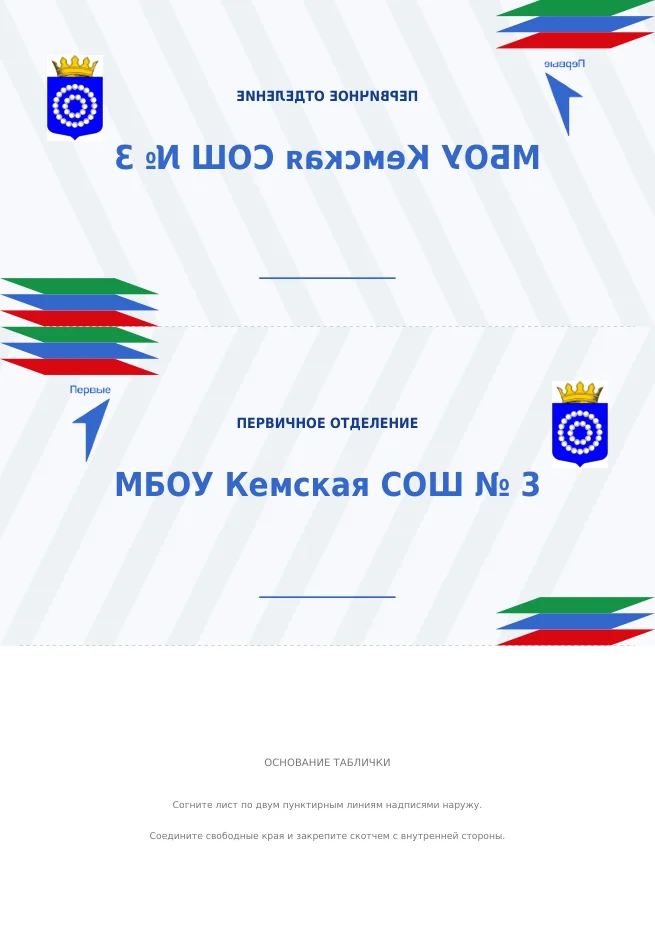 Первые
ПЕРВИЧНОЕ ОТДЕЛЕНИЕ
МБОУ Кемская СОШ № 3
Первые
ПЕРВИЧНОЕ ОТДЕЛЕНИЕ
МБОУ Кемская СОШ № 3
ОСНОВАНИЕ ТАБЛИЧКИ
Согните лист по двум пунктирным линиям надписями наружу.
Соедините свободные края и закрепите скотчем с внутренней стороны.